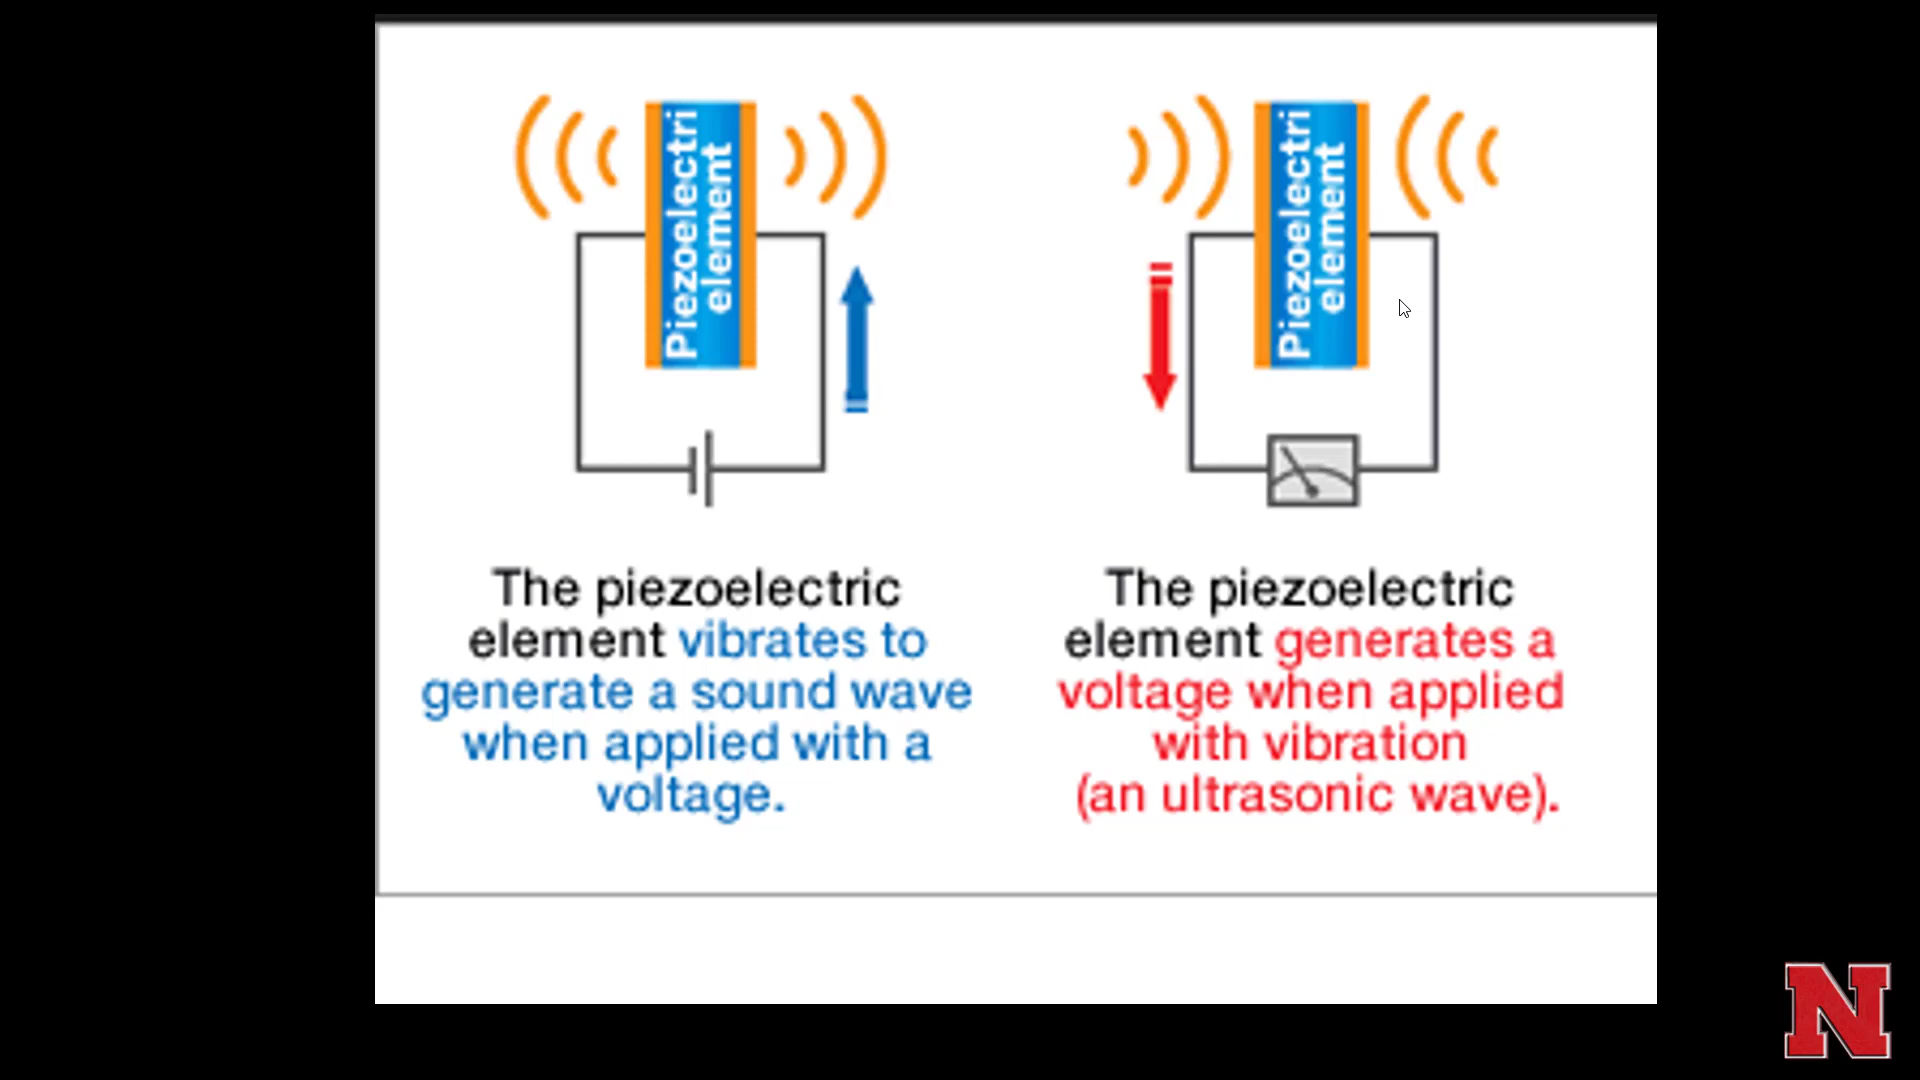 Piezoelectri
element
Piezoelectri
element
The piezoelectric
element vibrates to
generate a sound wave
when applied with a
voltage.
The piezoelectric
element generates a
voltage when applied
with vibration
(an ultrasonic wave).
N